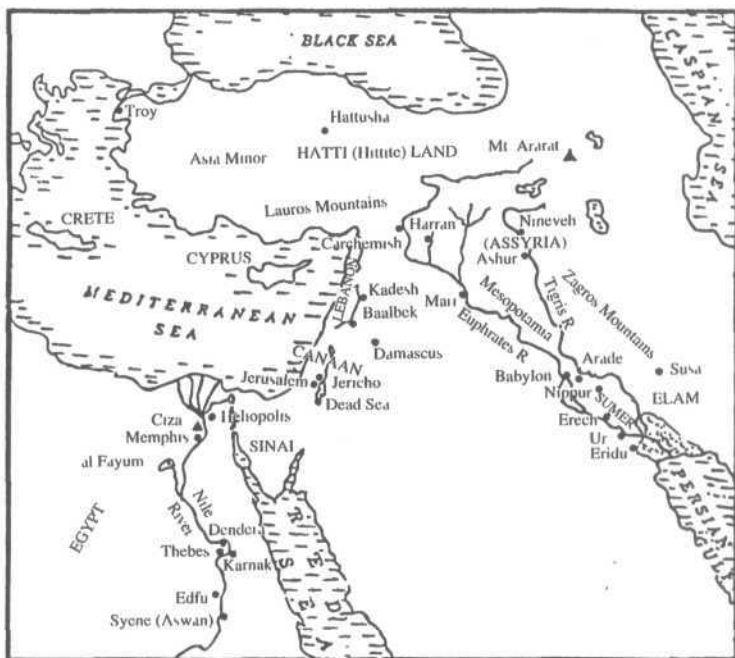 BLACK SEA
CASPIAN SEA
Troy
Hattusha
Asia Minor
HATTI (Hittite) LAND
Mt Ararat
Lauros Mountains
CRETE
CYPRUS
Carchemish
Harran
Nineveh
(ASSYRIA)
Ashur
LEBANON
MEDITERRANEAN
SEA
Kadesh
Baalbek
Mari
Mesopotamia
Tigris R
Zagros Mountains
Euphrates R
CANAAN
Damascus
Jerusalem
Jericho
Dead Sea
Babylon
Arade
Susa
Nippur
ELAM
SUMER
Erech
Ur
Eridu
PERSIAN
GULF
Ciza
Heliopolis
Memphis
SINAI
al Fayum
EGYPT
Nile
River
Dendera
Thebes
Karnak
RED
SEA
Edfu
Syene (Aswan)